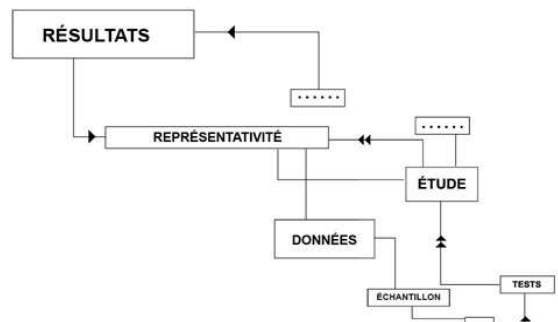 RÉSULTATS
......
......
REPRÉSENTATIVITÉ
ÉTUDE
DONNÉES
TESTS
ÉCHANTILLON